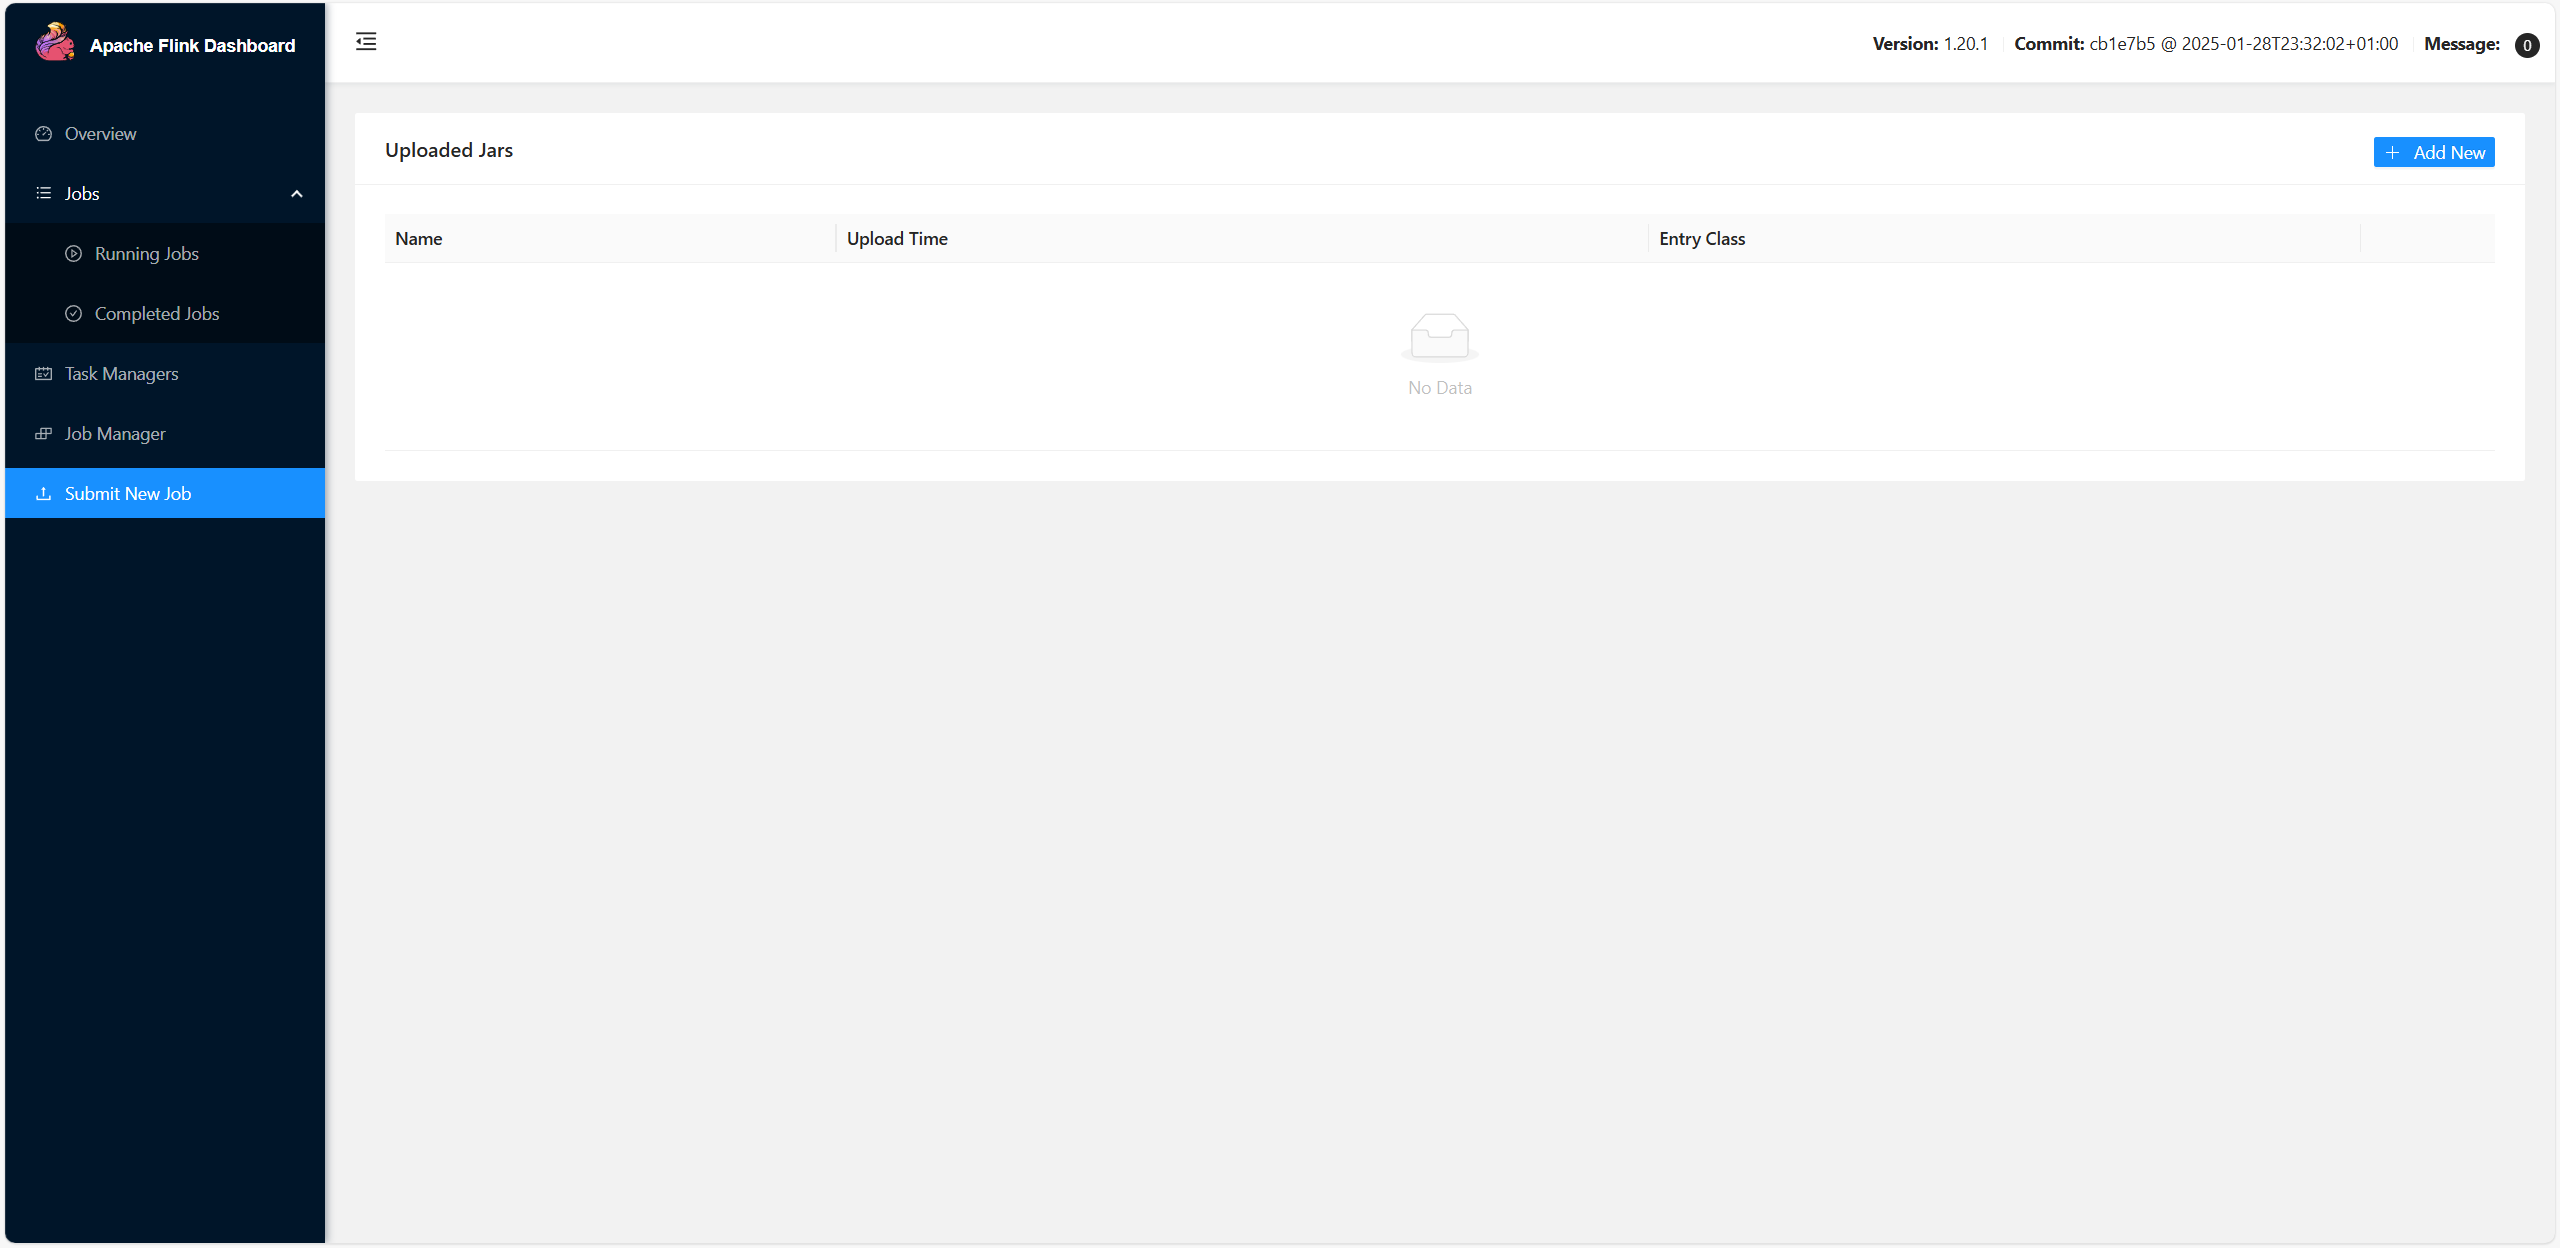 Apache Flink Dashboard
Version: 1.20.1 Commit: cb1e7b5 @ 2025-01-28T23:32:02+01:00 Message: 0
Overview
Jobs
Running Jobs
Completed Jobs
Task Managers
Job Manager
Submit New Job
Uploaded Jars
Add New
Name Upload Time Entry Class
No Data